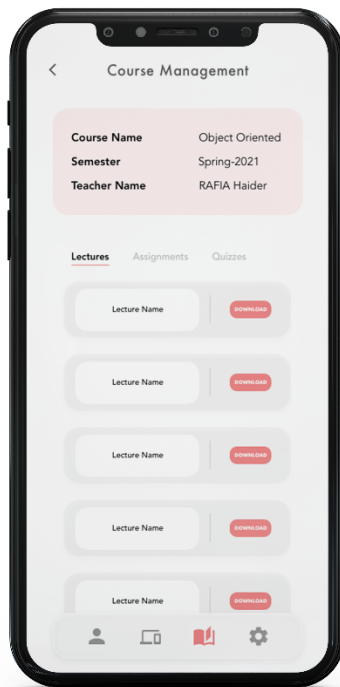 Course Management
Course Name Object Oriented
Semester Spring-2021
Teacher Name RAFIA Haider
Lectures Assignments Quizzes
Lecture Name DOWNLOAD
Lecture Name DOWNLOAD
Lecture Name DOWNLOAD
Lecture Name DOWNLOAD
Lecture Name DOWNLOAD